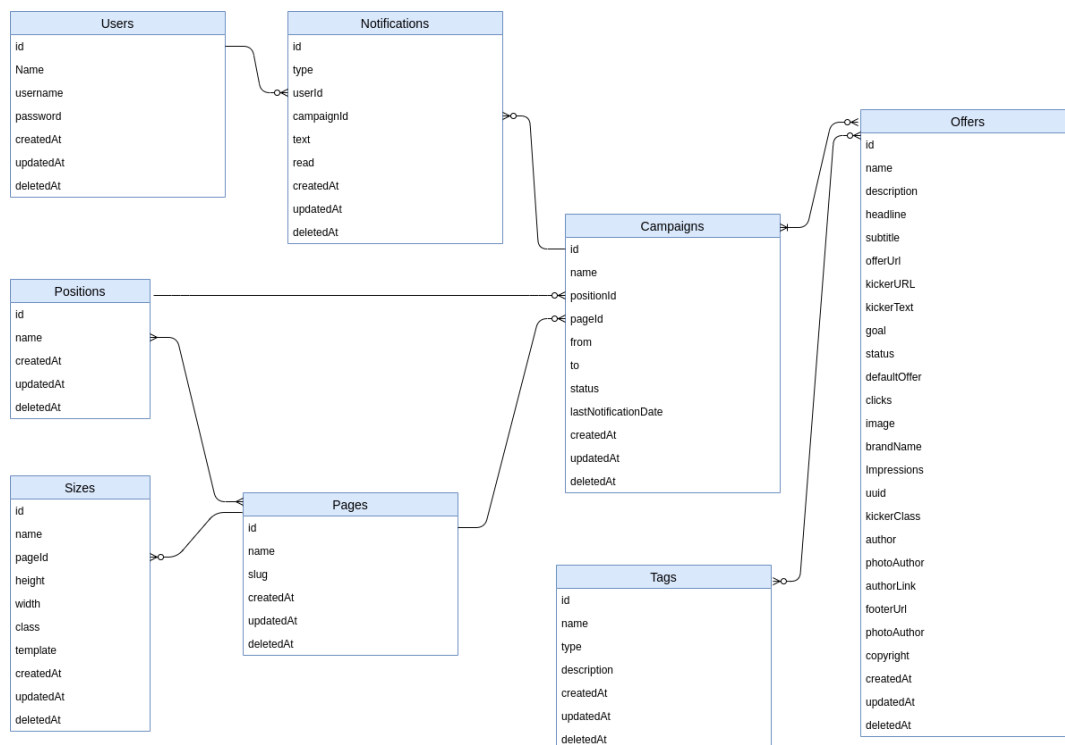 Users
id
Name
username
password
createdAt
updatedAt
deletedAt
Notifications
id
type
userId
campaignId
text
read
createdAt
updatedAt
deletedAt
Positions
id
name
createdAt
updatedAt
deletedAt
Sizes
id
name
pageId
height
width
class
template
createdAt
updatedAt
deletedAt
Pages
id
name
slug
createdAt
updatedAt
deletedAt
Campaigns
id
name
positionId
pageId
from
to
status
lastNotificationDate
createdAt
updatedAt
deletedAt
Tags
id
name
type
description
createdAt
updatedAt
deletedAt
Offers
id
name
description
headline
subtitle
offerUrl
kickerURL
kickerText
goal
status
defaultOffer
clicks
image
brandName
Impressions
uuid
kickerClass
author
photoAuthor
authorLink
footerUrl
photoAuthor
copyright
createdAt
updatedAt
deletedAt